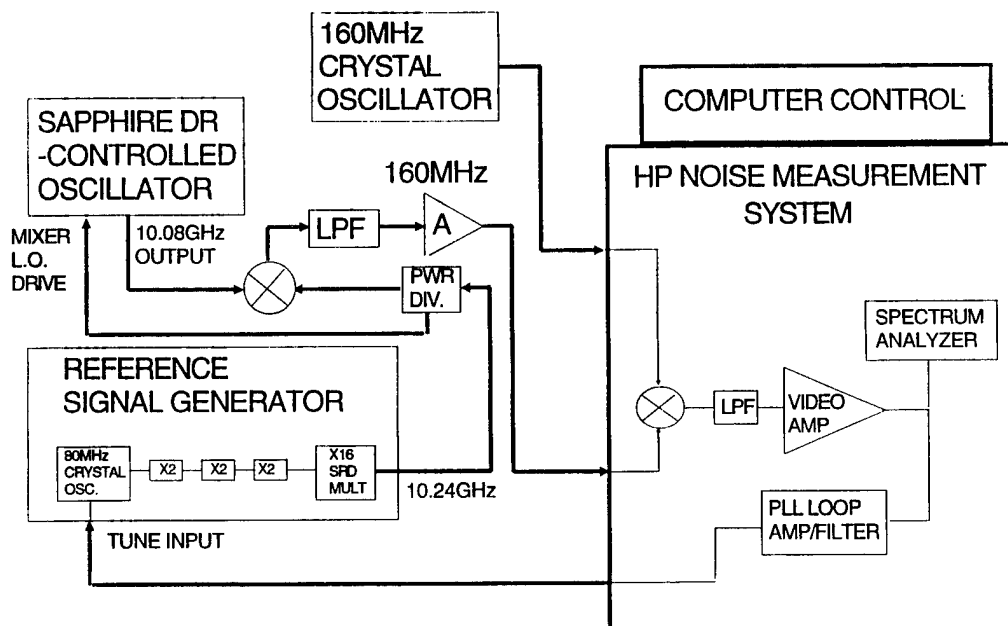 160MHz
CRYSTAL
OSCILLATOR
COMPUTER CONTROL
SAPPHIRE DR
-CONTROLLED
OSCILLATOR
HP NOISE MEASUREMENT
SYSTEM
160MHz
MIXER
L.O.
DRIVE
10.08GHz
OUTPUT
LPF
A
PWR
DIV.
SPECTRUM
ANALYZER
REFERENCE
SIGNAL GENERATOR
LPF
VIDEO
AMP
80MHz
CRYSTAL
OSC.
X2
X2
X2
X16
SRD
MULT
10.24GHz
PLL LOOP
AMP/FILTER
TUNE INPUT